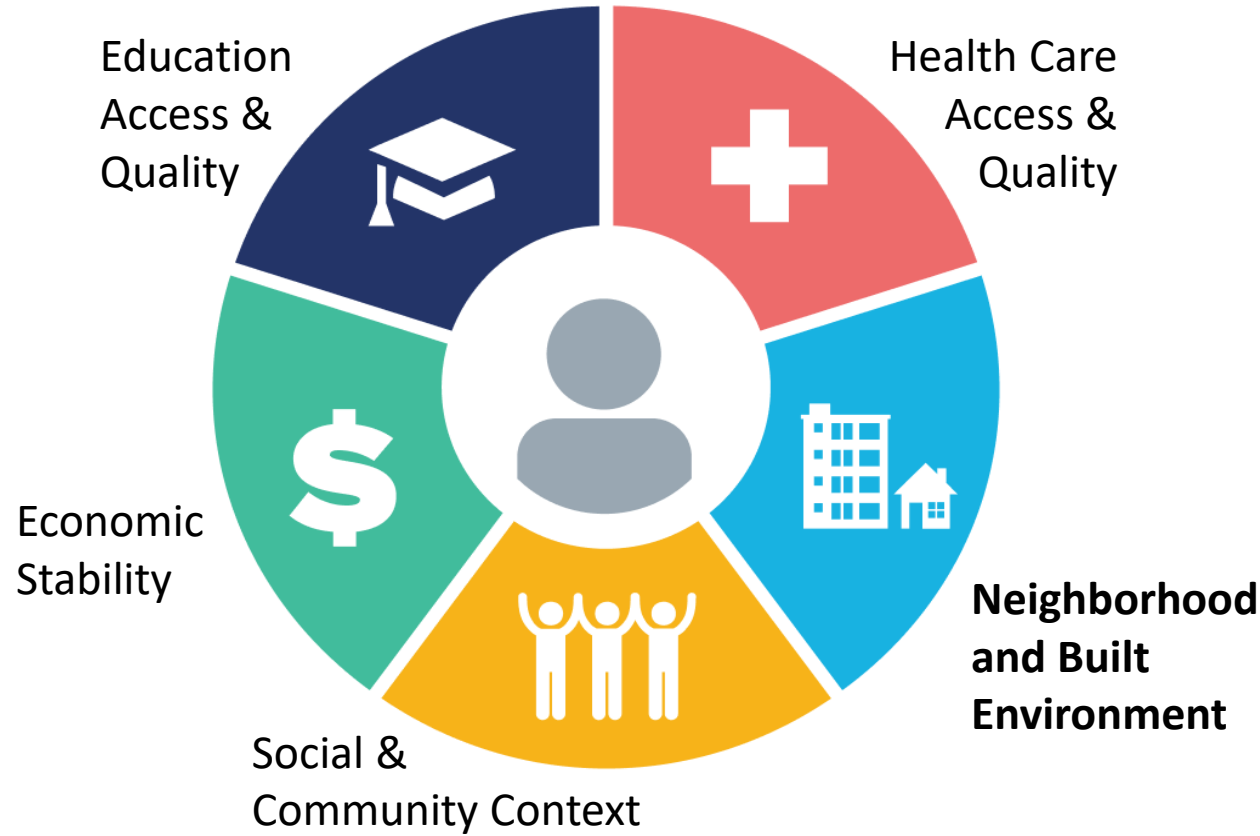 Education
Access &
Quality
Health Care
Access &
Quality
Economic
Stability
Neighborhood
and Built
Environment
Social &
Community Context